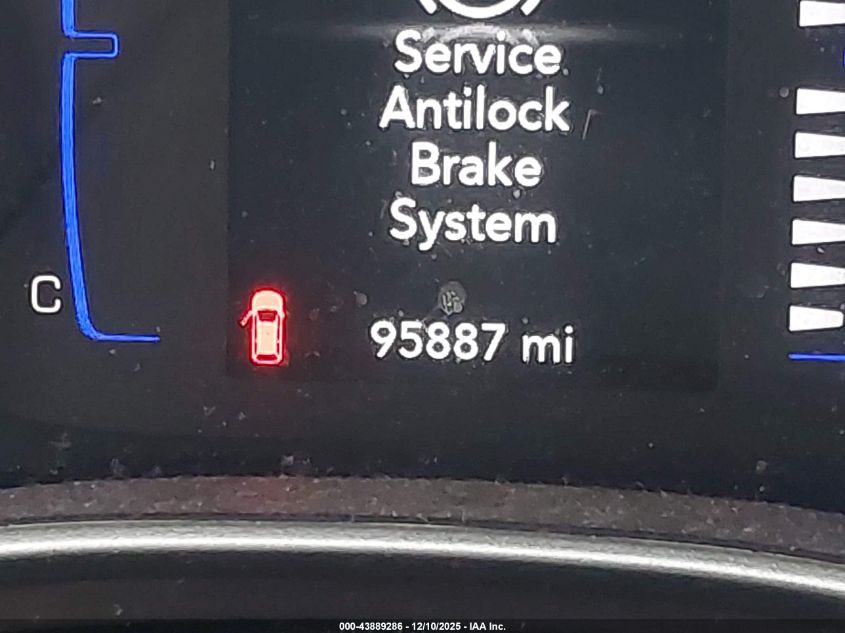 Service
Antilock
Brake
System
C
95887 mi
000-43889286 - 12/10/2025 - IAA Inc.